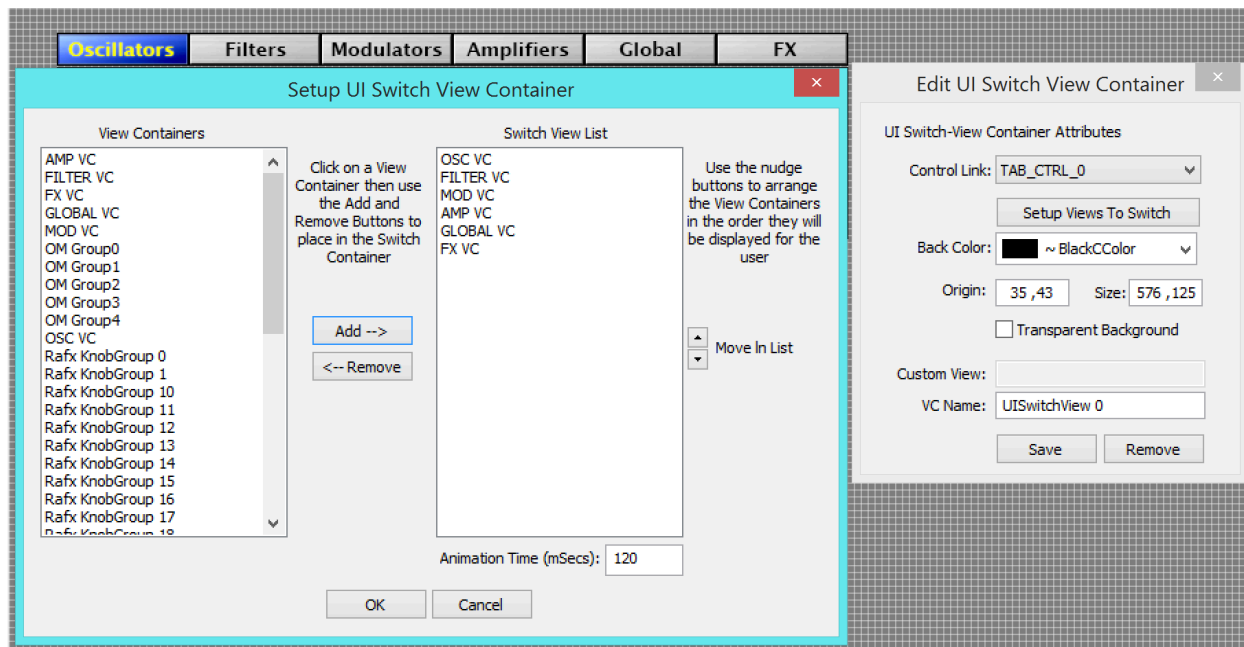 Oscillators Filters Modulators Amplifiers Global FX
Setup UI Switch View Container
View Containers
AMP VC
FILTER VC
FX VC
GLOBAL VC
MOD VC
OM Group0
OM Group1
OM Group2
OM Group3
OM Group4
OSC VC
Rafx KnobGroup 0
Rafx KnobGroup 1
Rafx KnobGroup 10
Rafx KnobGroup 11
Rafx KnobGroup 12
Rafx KnobGroup 13
Rafx KnobGroup 14
Rafx KnobGroup 15
Rafx KnobGroup 16
Rafx KnobGroup 17
Rafx KnobGroup 18
Click on a View
Container then use
the Add and
Remove Buttons to
place in the Switch
Container
Add -->
<-- Remove
Switch View List
OSC VC
FILTER VC
MOD VC
AMP VC
GLOBAL VC
FX VC
Use the nudge
buttons to arrange
the View Containers
in the order they will
be displayed for the
user
Move In List
Animation Time (mSecs): 120
OK Cancel
Edit UI Switch View Container
UI Switch-View Container Attributes
Control Link: TAB_CTRL_0
Setup Views To Switch
Back Color: ~ BlackCColor
Origin: 35 ,43 Size: 576 ,125
Transparent Background
Custom View:
VC Name: UISwitchView 0
Save Remove